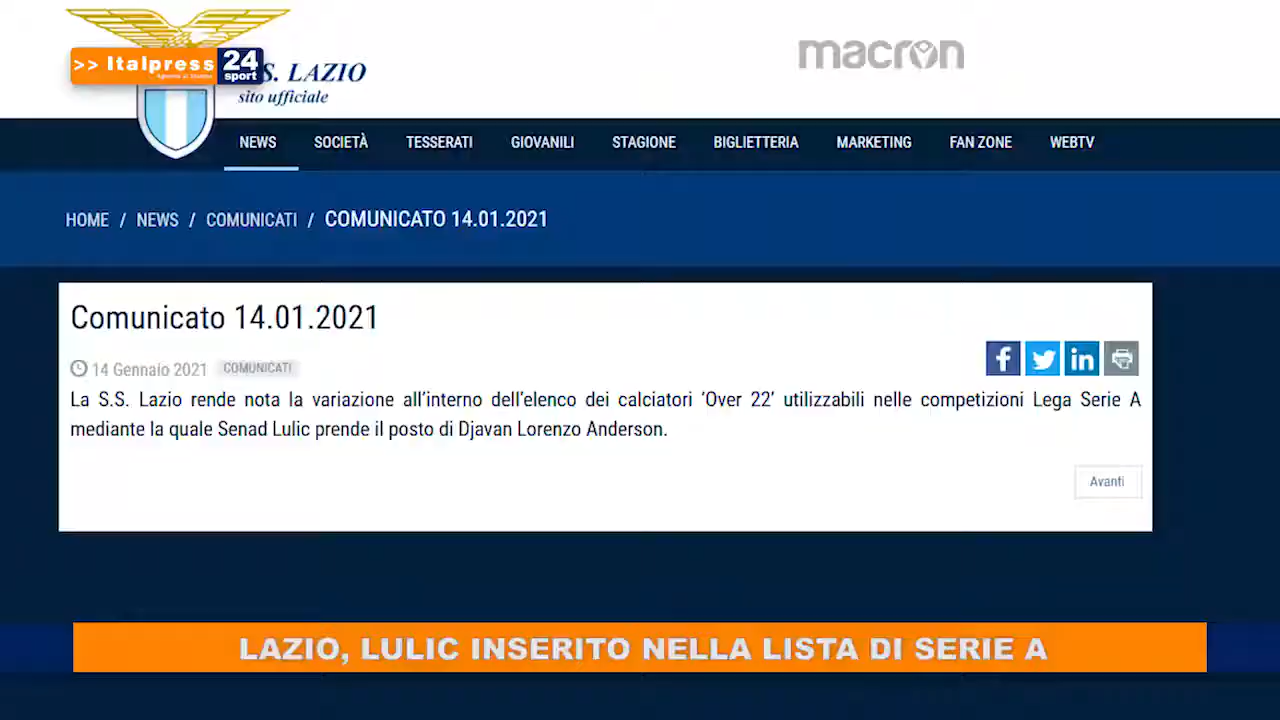 >> Italpress 24
sport
S. LAZIO
sito ufficiale
macron
NEWS SOCIETÀ TESSERATI GIOVANILI STAGIONE BIGLIETTERIA MARKETING FAN ZONE WEBTV
HOME / NEWS / COMUNICATI / COMUNICATO 14.01.2021
Comunicato 14.01.2021
14 Gennaio 2021 COMUNICATI
La S.S. Lazio rende nota la variazione all'interno dell'elenco dei calciatori 'Over 22' utilizzabili nelle competizioni Lega Serie A
mediante la quale Senad Lulic prende il posto di Djavan Lorenzo Anderson.
Avanti
LAZIO, LULIC INSERITO NELLA LISTA DI SERIE A